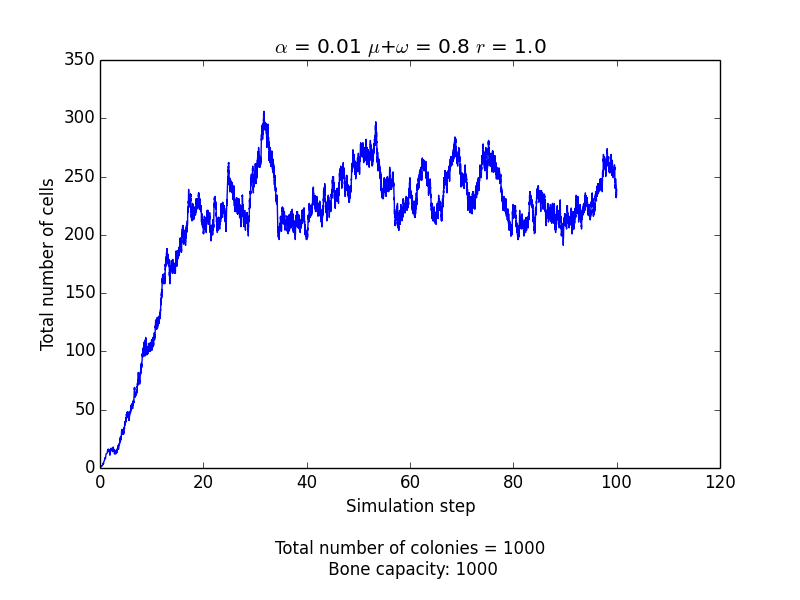 α = 0.01 μ+ω = 0.8 r = 1.0
350
300
250
200
150
100
50
0
Total number of cells
0 20 40 60 80 100 120
Simulation step
Total number of colonies = 1000
Bone capacity: 1000